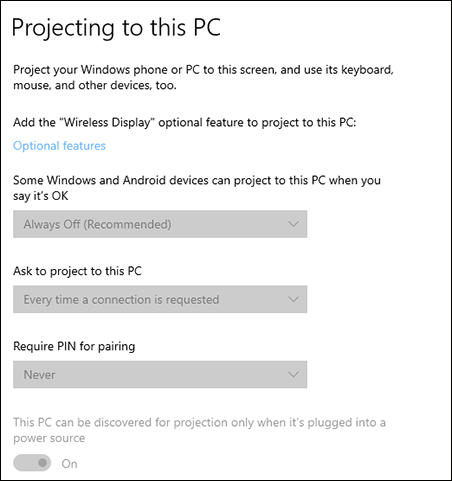 Projecting to this PC
Project your Windows phone or PC to this screen, and use its keyboard,
mouse, and other devices, too.
Add the "Wireless Display" optional feature to project to this PC:
Optional features
Some Windows and Android devices can project to this PC when you
say it's OK
Always Off (Recommended)
Ask to project to this PC
Every time a connection is requested
Require PIN for pairing
Never
This PC can be discovered for projection only when it's plugged into a
power source
On